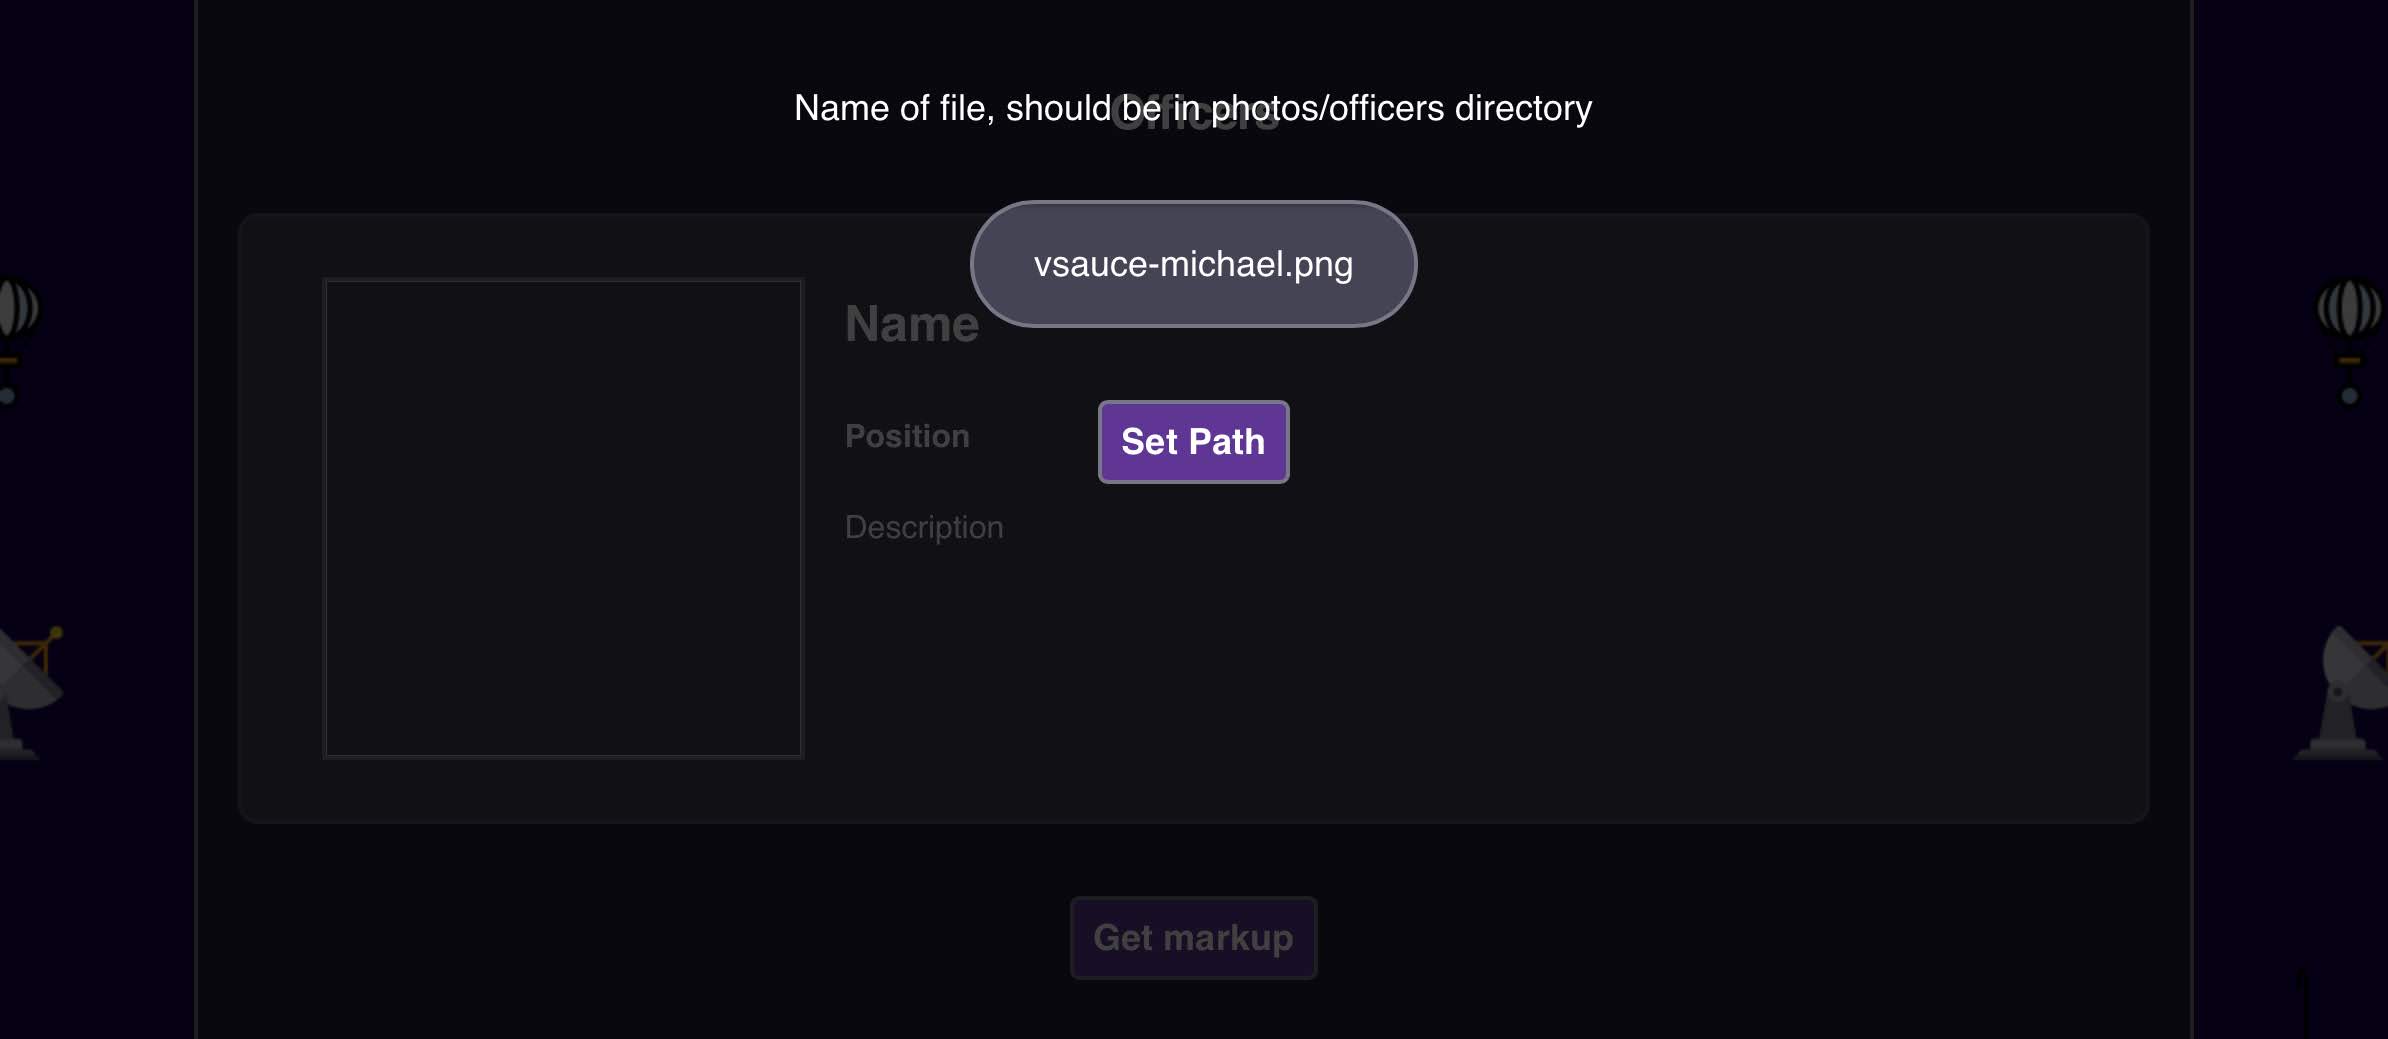 Officers
Name of file, should be in photos/officers directory
vsauce-michael.png
Name
Position
Set Path
Description
Get markup